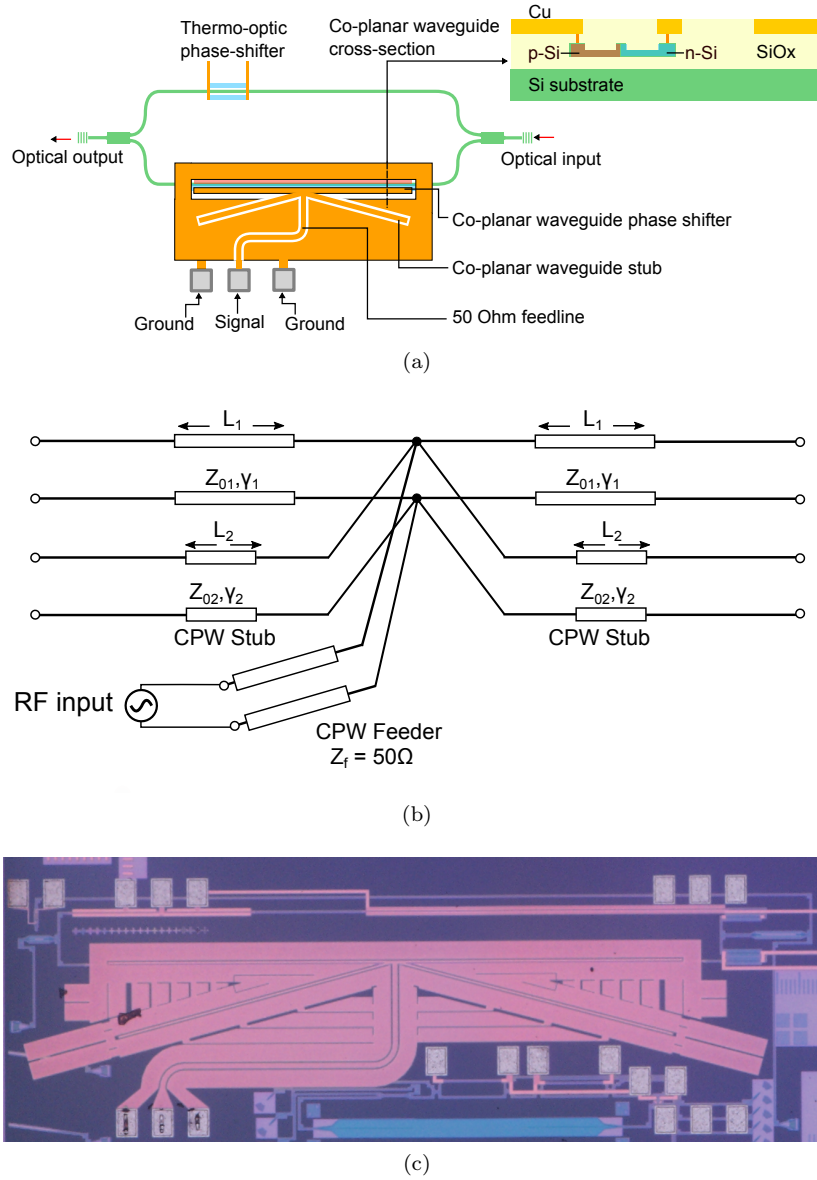 Thermo-optic
phase-shifter
Co-planar waveguide
cross-section
Cu
p-Si
n-Si
SiOx
Si substrate
Optical output
Optical input
Co-planar waveguide phase shifter
Co-planar waveguide stub
50 Ohm feedline
Ground
Signal
Ground
(a)
L1
L1
Z01,γ1
Z01,γ1
L2
L2
Z02,γ2
Z02,γ2
CPW Stub
CPW Stub
RF input
CPW Feeder
Zf = 50Ω
(b)
(c)